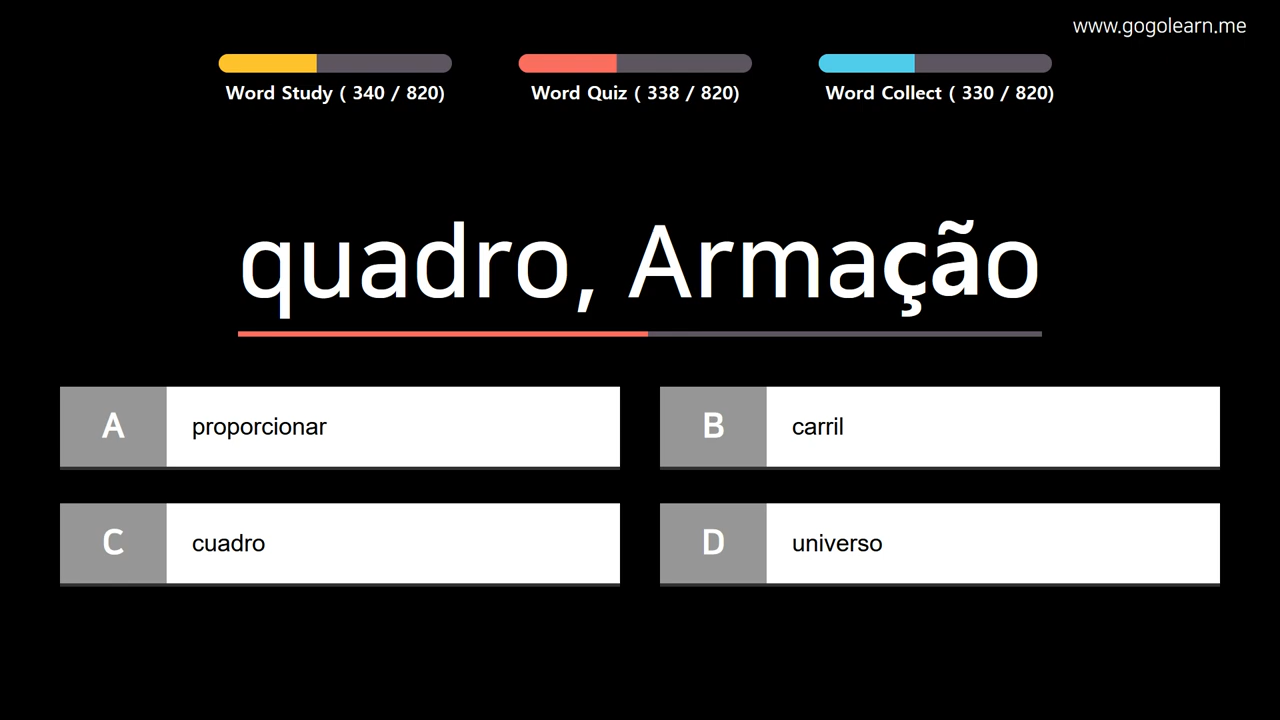 www.gogolearn.me
Word Study ( 340 / 820)
Word Quiz ( 338 / 820)
Word Collect ( 330 / 820)
quadro, Armação
A proporcionar
B carril
C cuadro
D universo